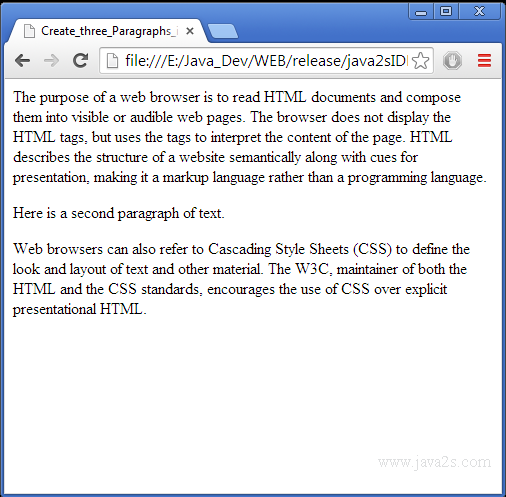 Create_three_Paragraphs_
file:///E:/Java_Dev/WEB/release/java2sID
The purpose of a web browser is to read HTML documents and compose
them into visible or audible web pages. The browser does not display the
HTML tags, but uses the tags to interpret the content of the page. HTML
describes the structure of a website semantically along with cues for
presentation, making it a markup language rather than a programming language.
Here is a second paragraph of text.
Web browsers can also refer to Cascading Style Sheets (CSS) to define the
look and layout of text and other material. The W3C, maintainer of both the
HTML and the CSS standards, encourages the use of CSS over explicit
presentational HTML.
www.java2s.com